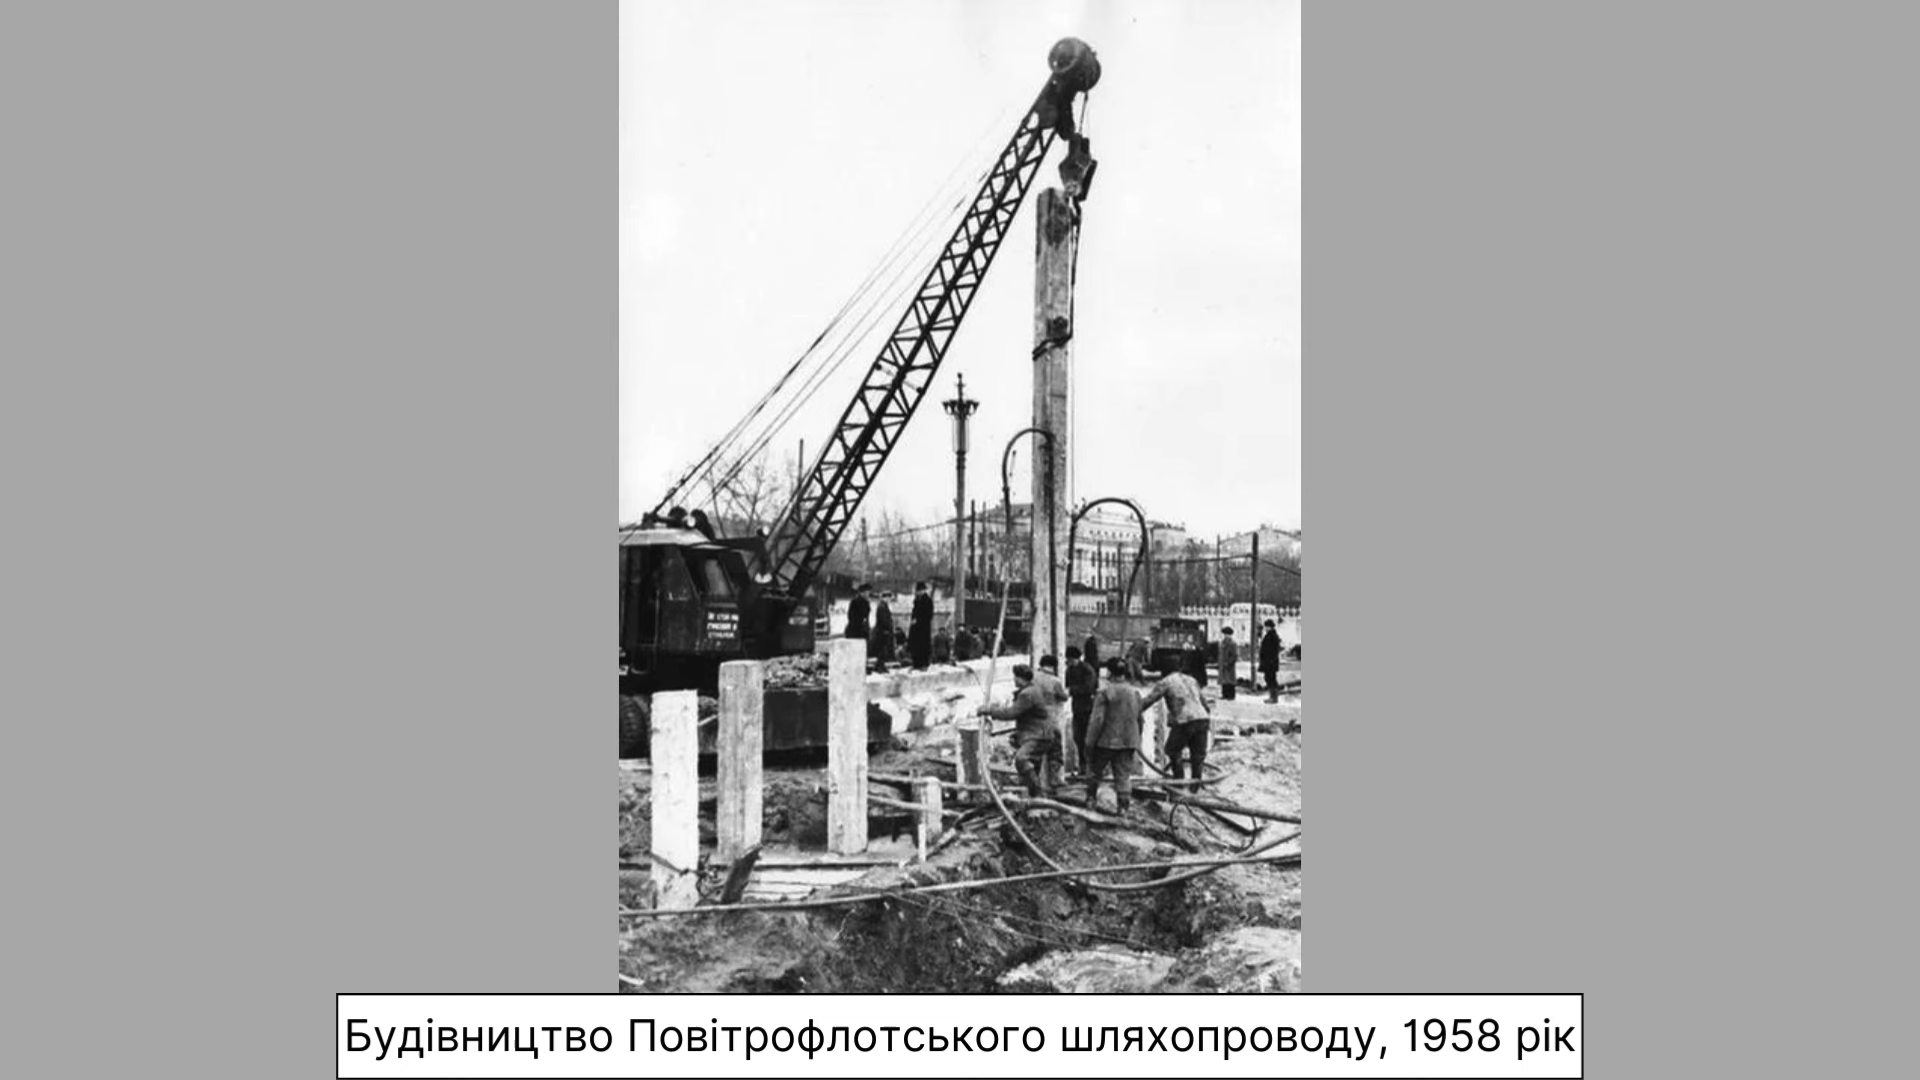 Будівництво Повітрофлотського шляхопроводу, 1958 рік